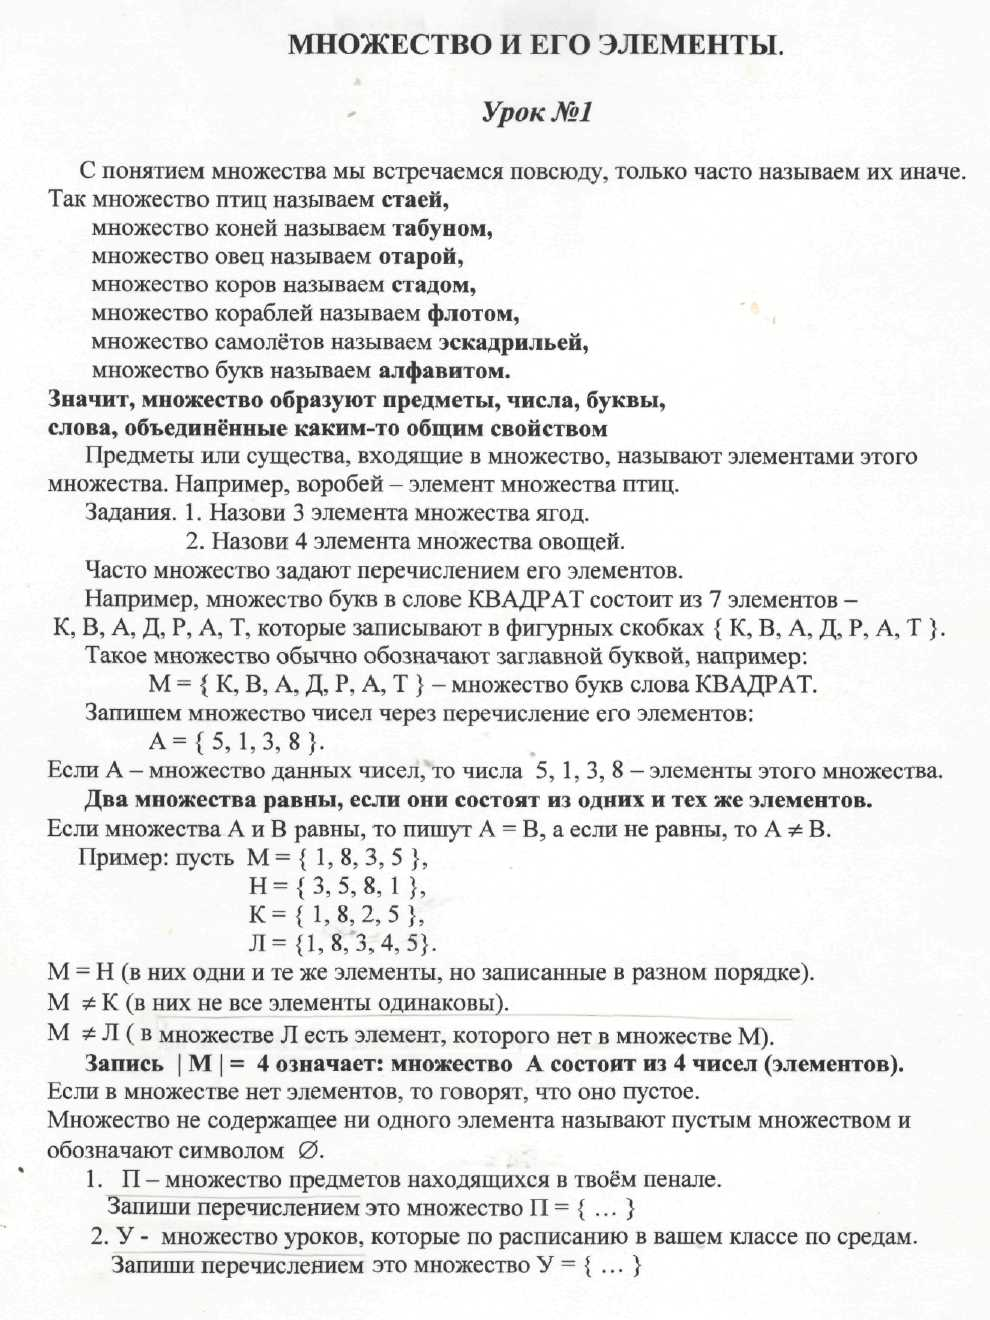 МНОЖЕСТВО И ЕГО ЭЛЕМЕНТЫ.
Урок №1
С понятием множества мы встречаемся повсюду, только часто называем их иначе.
Так множество птиц называем стаей,
множество коней называем табуном,
множество овец называем отарой,
множество коров называем стадом,
множество кораблей называем флотом,
множество самолётов называем эскадрильей,
множество букв называем алфавитом.
Значит, множество образуют предметы, числа, буквы,
слова, объединённые каким-то общим свойством
Предметы или существа, входящие в множество, называют элементами этого
множества. Например, воробей – элемент множества птиц.
Задания. 1. Назови 3 элемента множества ягод.
2. Назови 4 элемента множества овощей.
Часто множество задают перечислением его элементов.
Например, множество букв в слове КВАДРАТ состоит из 7 элементов –
К, В, А, Д, Р, А, Т, которые записывают в фигурных скобках { К, В, А, Д, Р, А, Т }.
Такое множество обычно обозначают заглавной буквой, например:
М = { К, В, А, Д, Р, А, Т } – множество букв слова КВАДРАТ.
Запишем множество чисел через перечисление его элементов:
А = { 5, 1, 3, 8 }.
Если А – множество данных чисел, то числа 5, 1, 3, 8 – элементы этого множества.
Два множества равны, если они состоят из одних и тех же элементов.
Если множества А и В равны, то пишут А = В, а если не равны, то А ≠ В.
Пример: пусть М = { 1, 8, 3, 5 },
Н = { 3, 5, 8, 1 },
К = { 1, 8, 2, 5 },
Л = {1, 8, 3, 4, 5}.
М = Н (в них одни и те же элементы, но записанные в разном порядке).
М ≠ К (в них не все элементы одинаковы).
М ≠ Л ( в множестве Л есть элемент, которого нет в множестве М).
Запись | М | = 4 означает: множество А состоит из 4 чисел (элементов).
Если в множестве нет элементов, то говорят, что оно пустое.
Множество не содержащее ни одного элемента называют пустым множеством и
обозначают символом ∅.
1. П – множество предметов находящихся в твоём пенале.
Запиши перечислением это множество П = { … }
2. У - множество уроков, которые по расписанию в вашем классе по средам.
Запиши перечислением это множество У = { … }